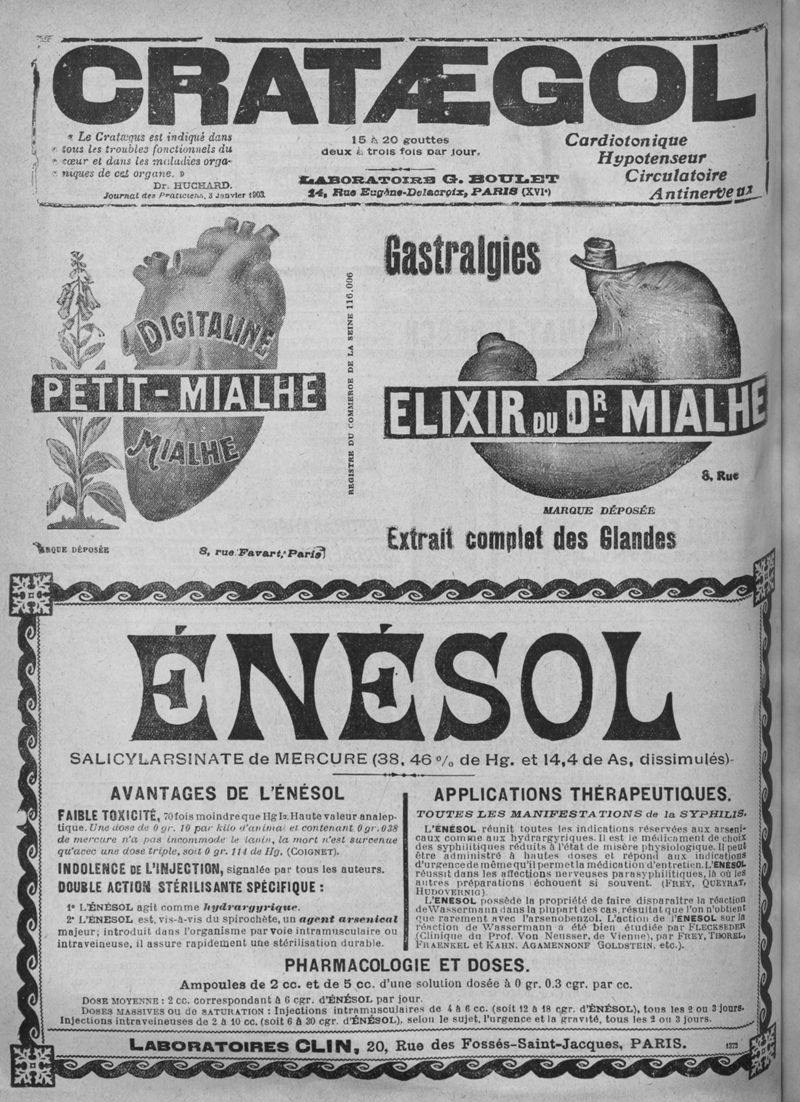 CRATÆGOL
« Le Cratægus est indiqué dans
« tous les troubles fonctionnels du
« cœur et dans les maladies orga-
« niques de cet organe. »
Dr. HUCHARD.
Journal des Praticiens, 3 Janvier 1903.
15 à 20 gouttes
deux à trois fois par jour.
LABORATOIRE G. BOULET
14, Rue Eugène-Delacroix, PARIS (XVIe)
Cardiotonique
Hypotenseur
Circulatoire
Antinerveux
DIGITALINE
PETIT-MIALHE
MIALHE
MARQUE DÉPOSÉE
8, rue Favart, Paris
REGISTRE DU COMMERCE DE LA SEINE 116.006
Gastralgies
ELIXIR DU DR MIALHE
8, Rue
MARQUE DÉPOSÉE
Extrait complet des Glandes
ÉNÉSOL
SALICYLARSINATE de MERCURE (38, 46 % de Hg. et 14,4 de As, dissimulés)
AVANTAGES DE L'ÉNÉSOL
FAIBLE TOXICITÉ, 70 fois moindre que Hg I2. Haute valeur analep-
tique. Une dose de 0 gr. 10 par kilo d'animal et contenant 0 gr. 038
de mercure n'a pas incommodé le lapin, la mort n'est survenue
qu'avec une dose triple, soit 0 gr. 114 de Hg. (COIGNET).
INDOLENCE DE L'INJECTION, signalée par tous les auteurs.
DOUBLE ACTION STÉRILISANTE SPÉCIFIQUE :
1º L'ÉNÉSOL agit comme hydrargyrique.
2º L'ÉNÉSOL est, vis-à-vis du spirochète, un agent arsenical
majeur; introduit dans l'organisme par voie intramusculaire ou
intraveineuse, il assure rapidement une stérilisation durable.
APPLICATIONS THÉRAPEUTIQUES.
TOUTES LES MANIFESTATIONS de la SYPHILIS.
L'ÉNÉSOL réunit toutes les indications réservées aux arseni-
caux comme aux hydrargyriques. Il est le médicament de choix
des syphilitiques réduits à l'état de misère physiologique. Il peut
être administré à hautes doses et répond aux indications
d'urgence de même qu'il permet la médication d'entretien. L'ÉNÉSOL
réussit dans les affections nerveuses parasyphilitiques, là où les
autres préparations échouent si souvent. (FREY, QUEYRAT,
HUDOVERNIG).
L'ENESOL possède la propriété de faire disparaître la réaction
de Wassermann dans la plupart des cas, résultat que l'on n'obtient
que rarement avec l'arsenobenzol. L'action de l'ÉNESOL sur la
réaction de Wassermann a été bien étudiée par FLECKSEDER
(Clinique du Prof. Von Neusser, de Vienne), par FREY, THOREL,
FRAENKEL et KAHN, AGAMENNONE GOLDSTEIN, etc.).
PHARMACOLOGIE ET DOSES.
Ampoules de 2 cc. et de 5 cc. d'une solution dosée à 0 gr. 0.3 cgr. par cc.
DOSE MOYENNE : 2 cc. correspondant à 6 cgr. d'ÉNÉSOL par jour.
DOSES MASSIVES ou de SATURATION : Injections intramusculaires de 4 à 6 cc. (soit 12 à 18 cgr. d'ÉNÉSOL), tous les 2 ou 3 jours.
Injections intraveineuses de 2 à 10 cc. (soit 6 à 30 cgr. d'ÉNÉSOL), selon le sujet, l'urgence et la gravité, tous les 2 ou 3 jours.
LABORATOIRES CLIN, 20, Rue des Fossés-Saint-Jacques, PARIS. 1373